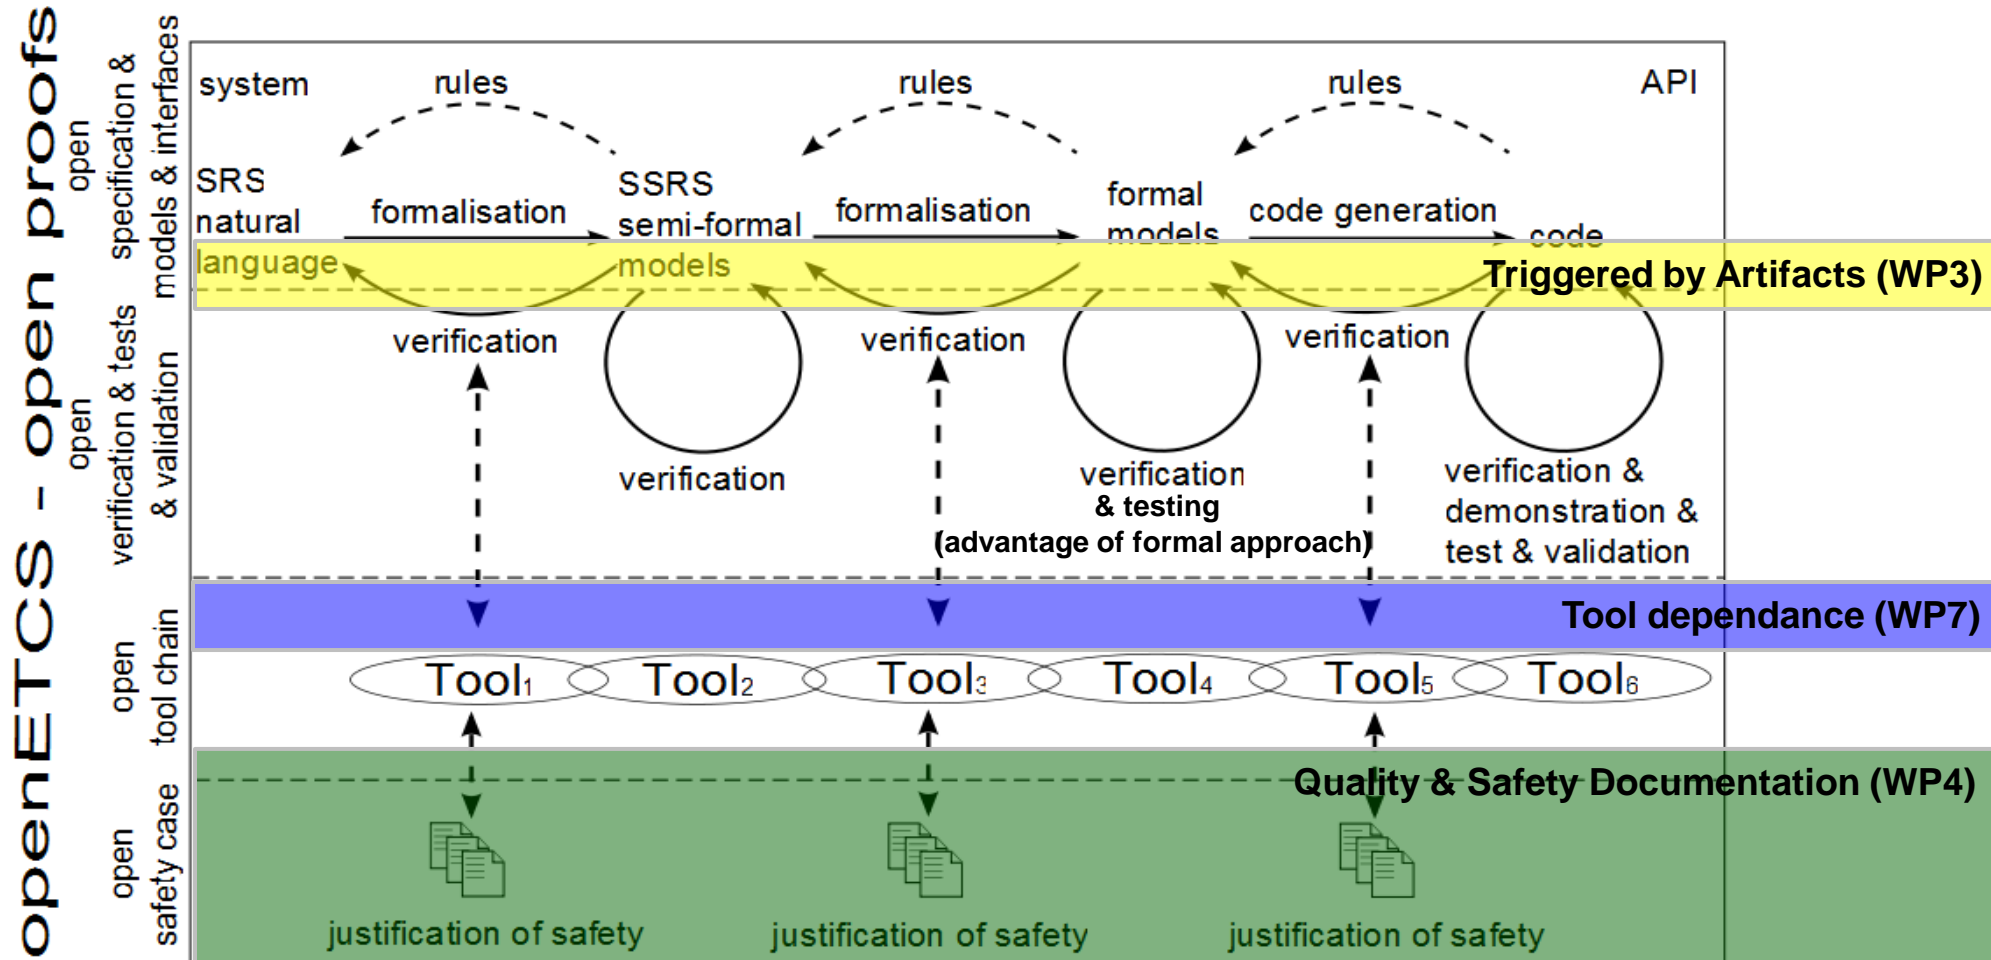 openETCS - open proofs
open
specification &
models & interfaces
open
verification & tests
& validation
open
tool chain
open
safety case
system
rules
rules
rules
API
SRS
natural
language
formalisation
SSRS
semi-formal
models
formalisation
formal
models
code generation
code
Triggered by Artifacts (WP3)
verification
verification
verification
verification
verification
& testing
(advantage of formal approach)
verification &
demonstration &
test & validation
Tool dependance (WP7)
Tool1
Tool2
Tool3
Tool4
Tool5
Tool6
Quality & Safety Documentation (WP4)
justification of safety
justification of safety
justification of safety